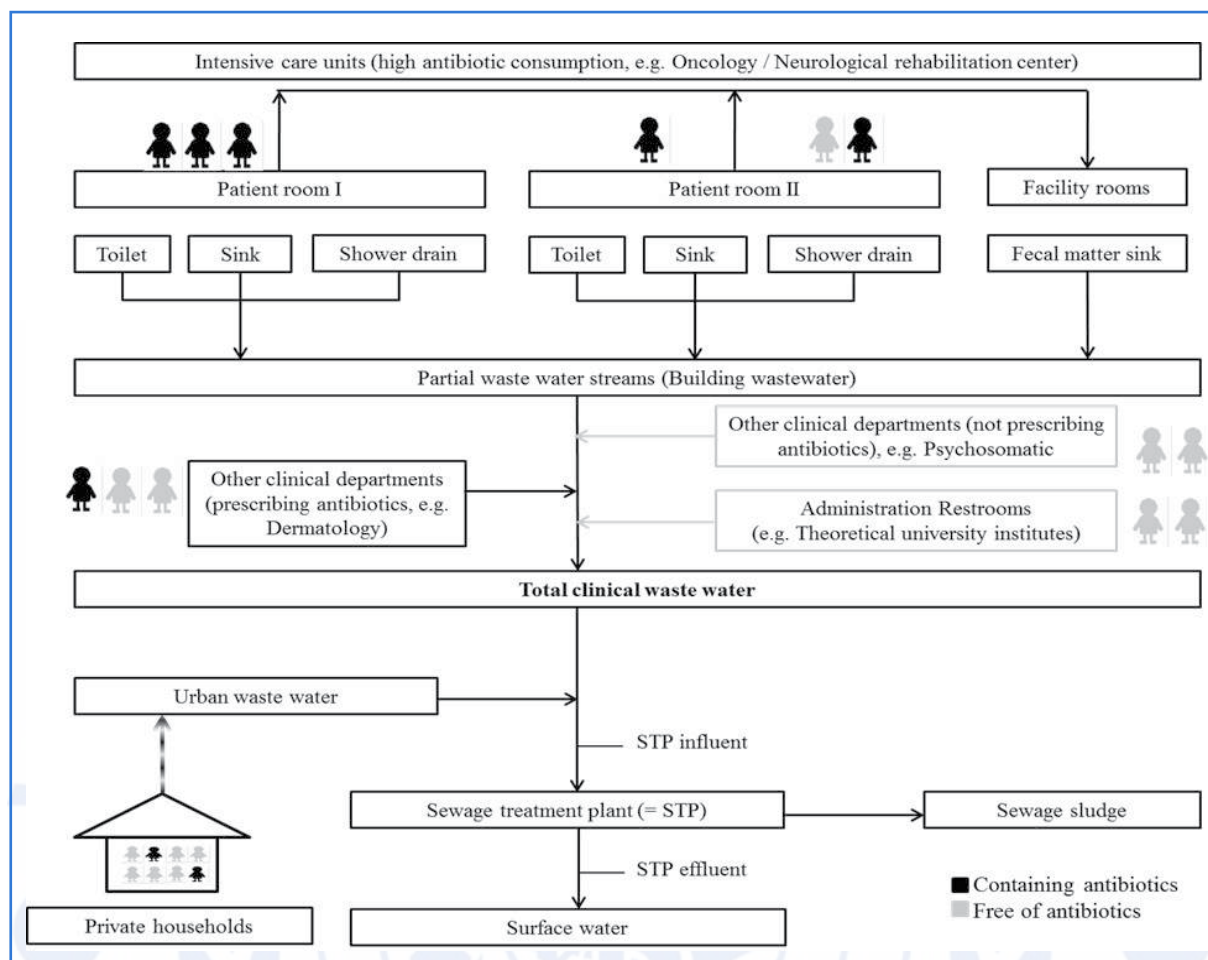 Intensive care units (high antibiotic consumption, e.g. Oncology / Neurological rehabilitation center)
Patient room I
Patient room II
Facility rooms
Toilet
Sink
Shower drain
Toilet
Sink
Shower drain
Fecal matter sink
Partial waste water streams (Building wastewater)
Other clinical departments (not prescribing
antibiotics), e.g. Psychosomatic
Other clinical departments
(prescribing antibiotics, e.g.
Dermatology)
Administration Restrooms
(e.g. Theoretical university institutes)
Total clinical waste water
Urban waste water
STP influent
Sewage treatment plant (= STP)
Sewage sludge
STP effluent
Containing antibiotics
Free of antibiotics
Private households
Surface water